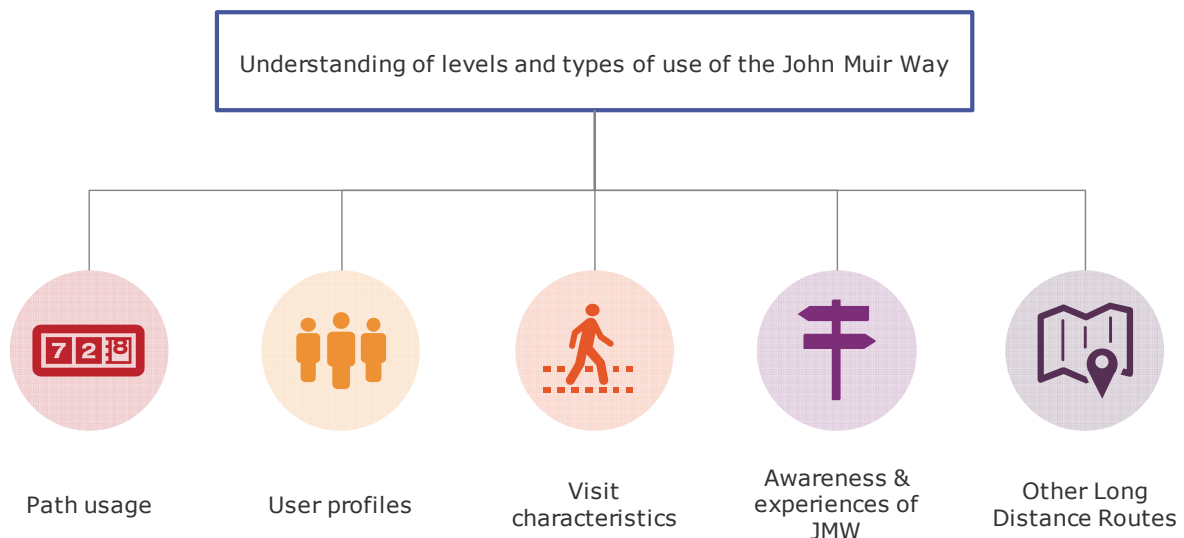 Understanding of levels and types of use of the John Muir Way
7 2 8
Path usage
User profiles
Visit
characteristics
Awareness &
experiences of
JMW
Other Long
Distance Routes